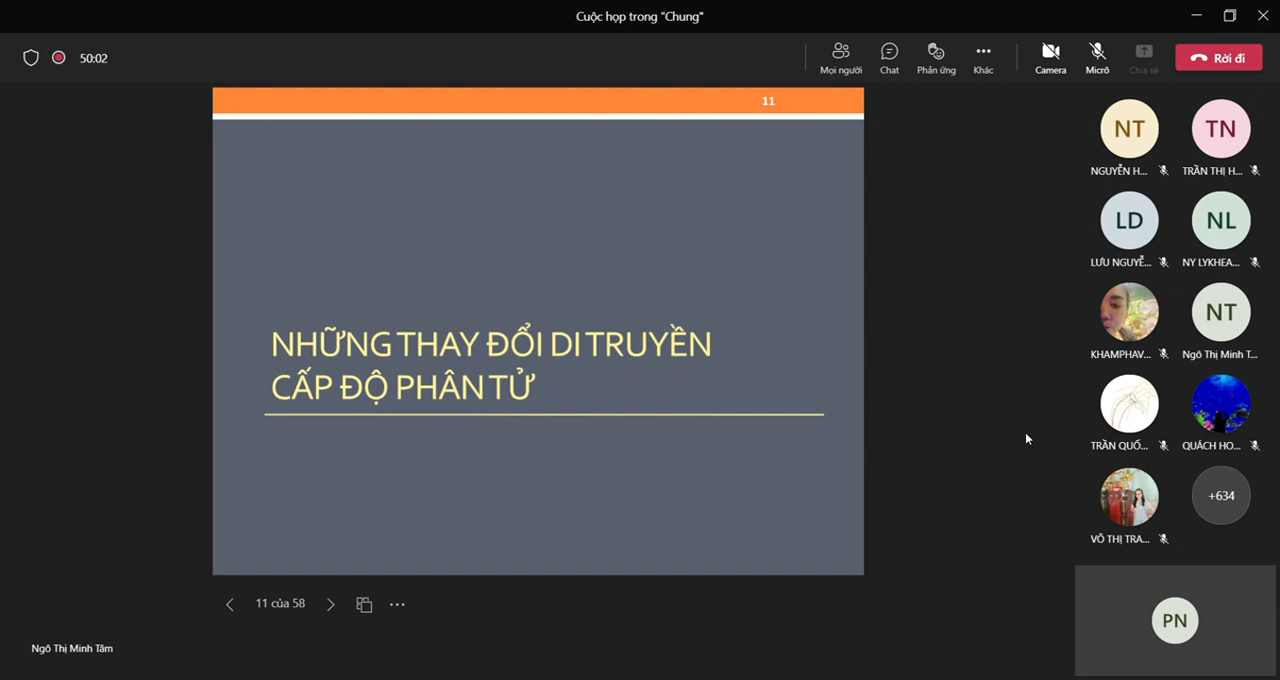 Cuộc họp trong "Chung"
50:02
Mọi người
Chat
Phản ứng
Khác
Camera
Micrô
Chia sẻ
Rời đi
11
NHỮNG THAY ĐỔI DI TRUYỀN
CẤP ĐỘ PHÂN TỬ
NT
TN
NGUYỄN H...
TRẦN THỊ H...
LD
NL
LƯU NGUYỄ...
NY LYKHEA...
NT
KHAMPHAV...
Ngô Thị Minh T...
TRẦN QUỐ...
QUÁCH HO...
+634
VÕ THỊ TRA...
11 của 58
PN
Ngô Thị Minh Tâm